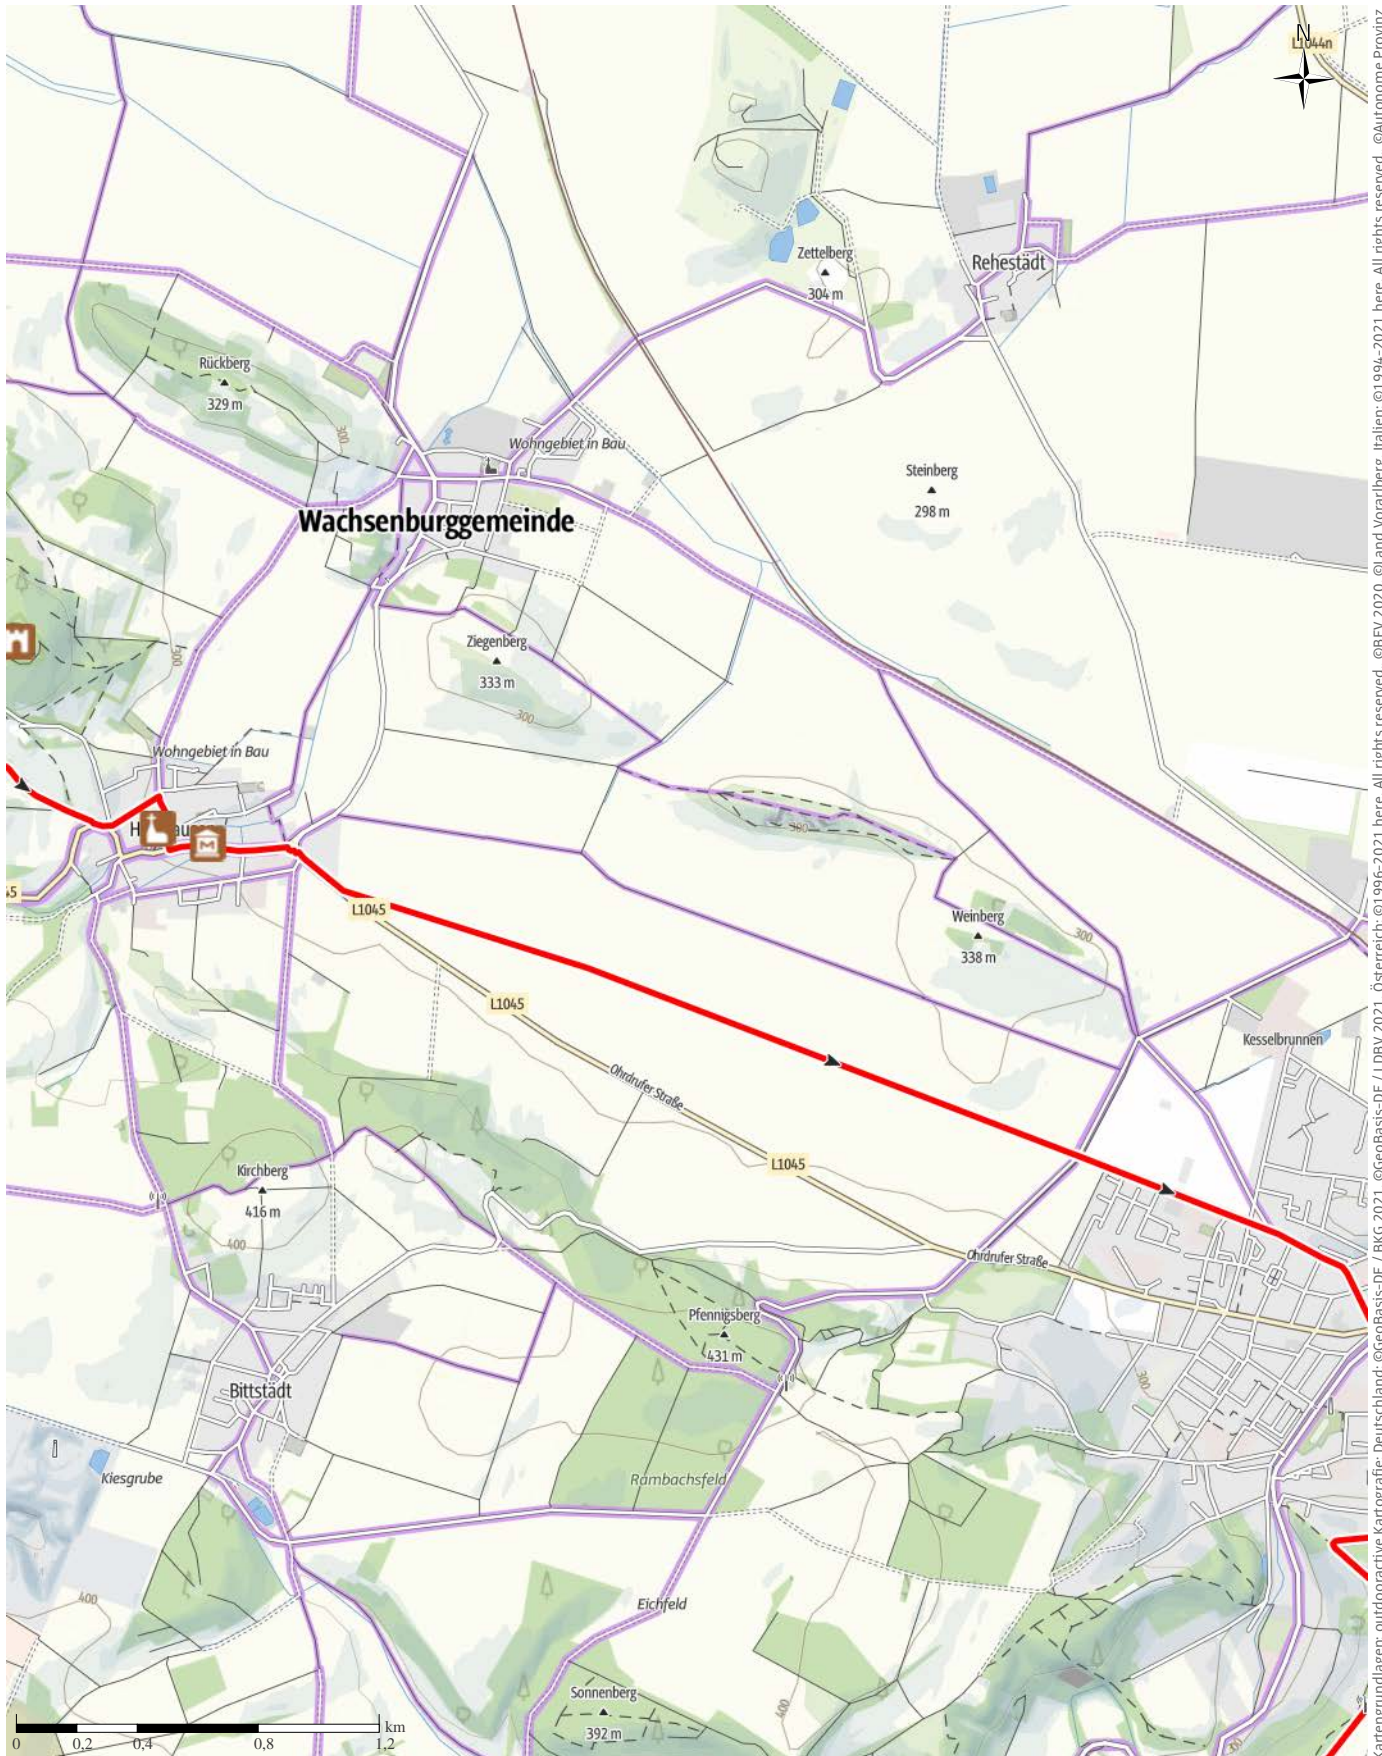 N
L1044n
Zettelberg
304 m
Rehestädt
Rückberg
329 m
300
Wohngebiet in Bau
Steinberg
298 m
Wachsenburggemeinde
300
Ziegenberg
333 m
300
Wohngebiet in Bau
300
L1045
Weinberg
300
338 m
L1045
Kesselbrunnen
Ohrdrufer Straße
L1045
Kirchberg
416 m
400
Ohrdrufer Straße
Pfennigsberg
431 m
300
Bittstädt
Kiesgrube
Rambachsfeld
400
Eichfeld
Sonnenberg
392 m
400
km
0 0,2 0,4 0,8 1,2
Kartengrundlagen: outdooractive Kartografie; Deutschland: ©GeoBasis-DE / BKG 2021, ©GeoBasis-DE / LDBV 2021, Österreich: ©1996-2021 here. All rights reserved., ©BEV 2020, ©Land Vorarlberg, Italien: ©1994-2021 here. All rights reserved., ©Autonome Provinz